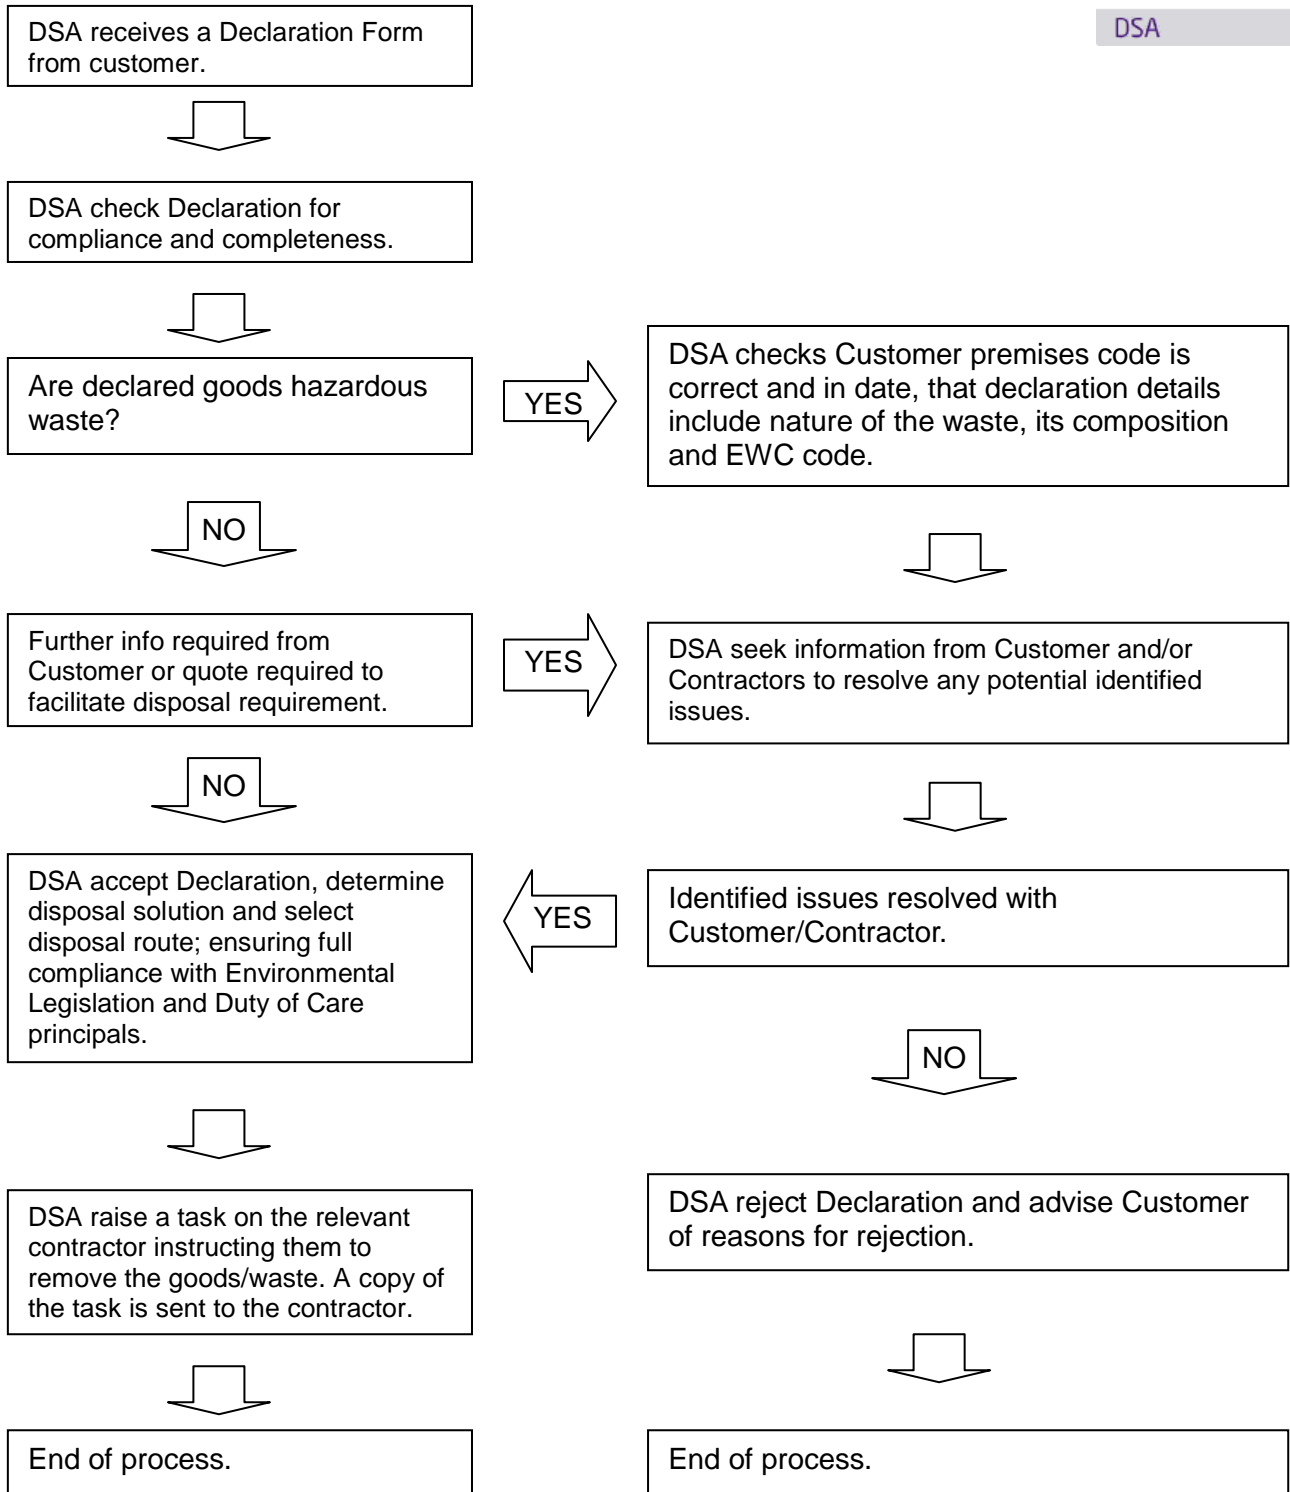 DSA
DSA receives a Declaration Form
from customer.
DSA check Declaration for
compliance and completeness.
Are declared goods hazardous
waste?
YES
DSA checks Customer premises code is
correct and in date, that declaration details
include nature of the waste, its composition
and EWC code.
NO
Further info required from
Customer or quote required to
facilitate disposal requirement.
YES
DSA seek information from Customer and/or
Contractors to resolve any potential identified
issues.
NO
DSA accept Declaration, determine
disposal solution and select
disposal route; ensuring full
compliance with Environmental
Legislation and Duty of Care
principals.
YES
Identified issues resolved with
Customer/Contractor.
NO
DSA raise a task on the relevant
contractor instructing them to
remove the goods/waste. A copy of
the task is sent to the contractor.
DSA reject Declaration and advise Customer
of reasons for rejection.
End of process.
End of process.